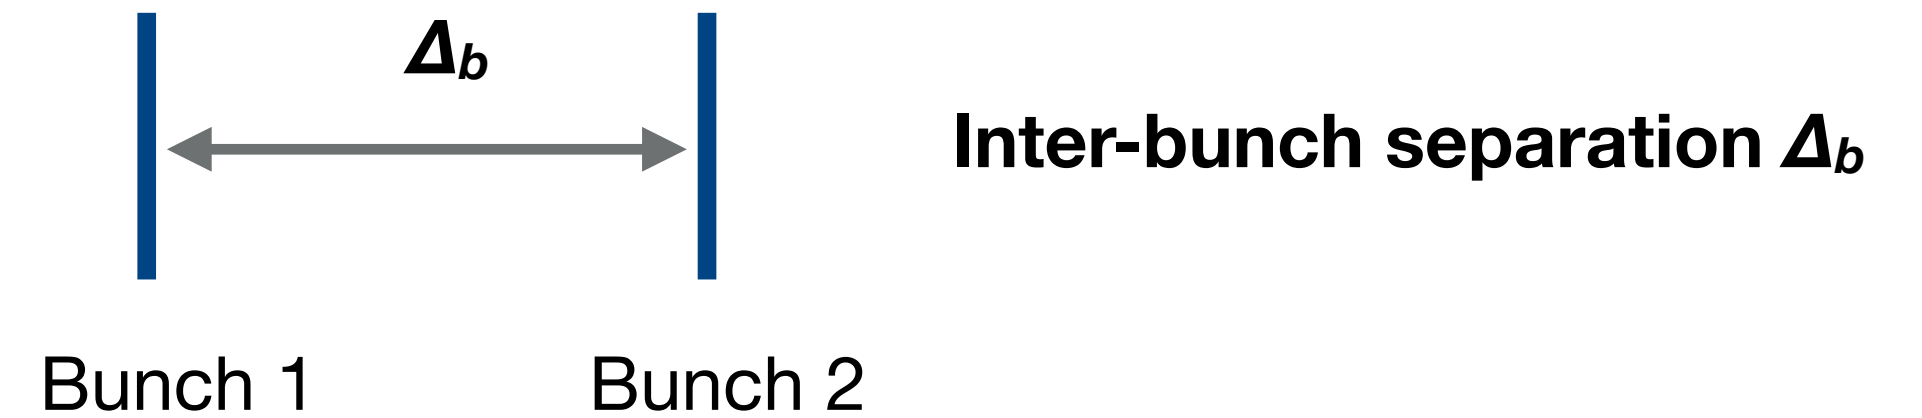 Δb
Inter-bunch separation Δb
Bunch 1
Bunch 2